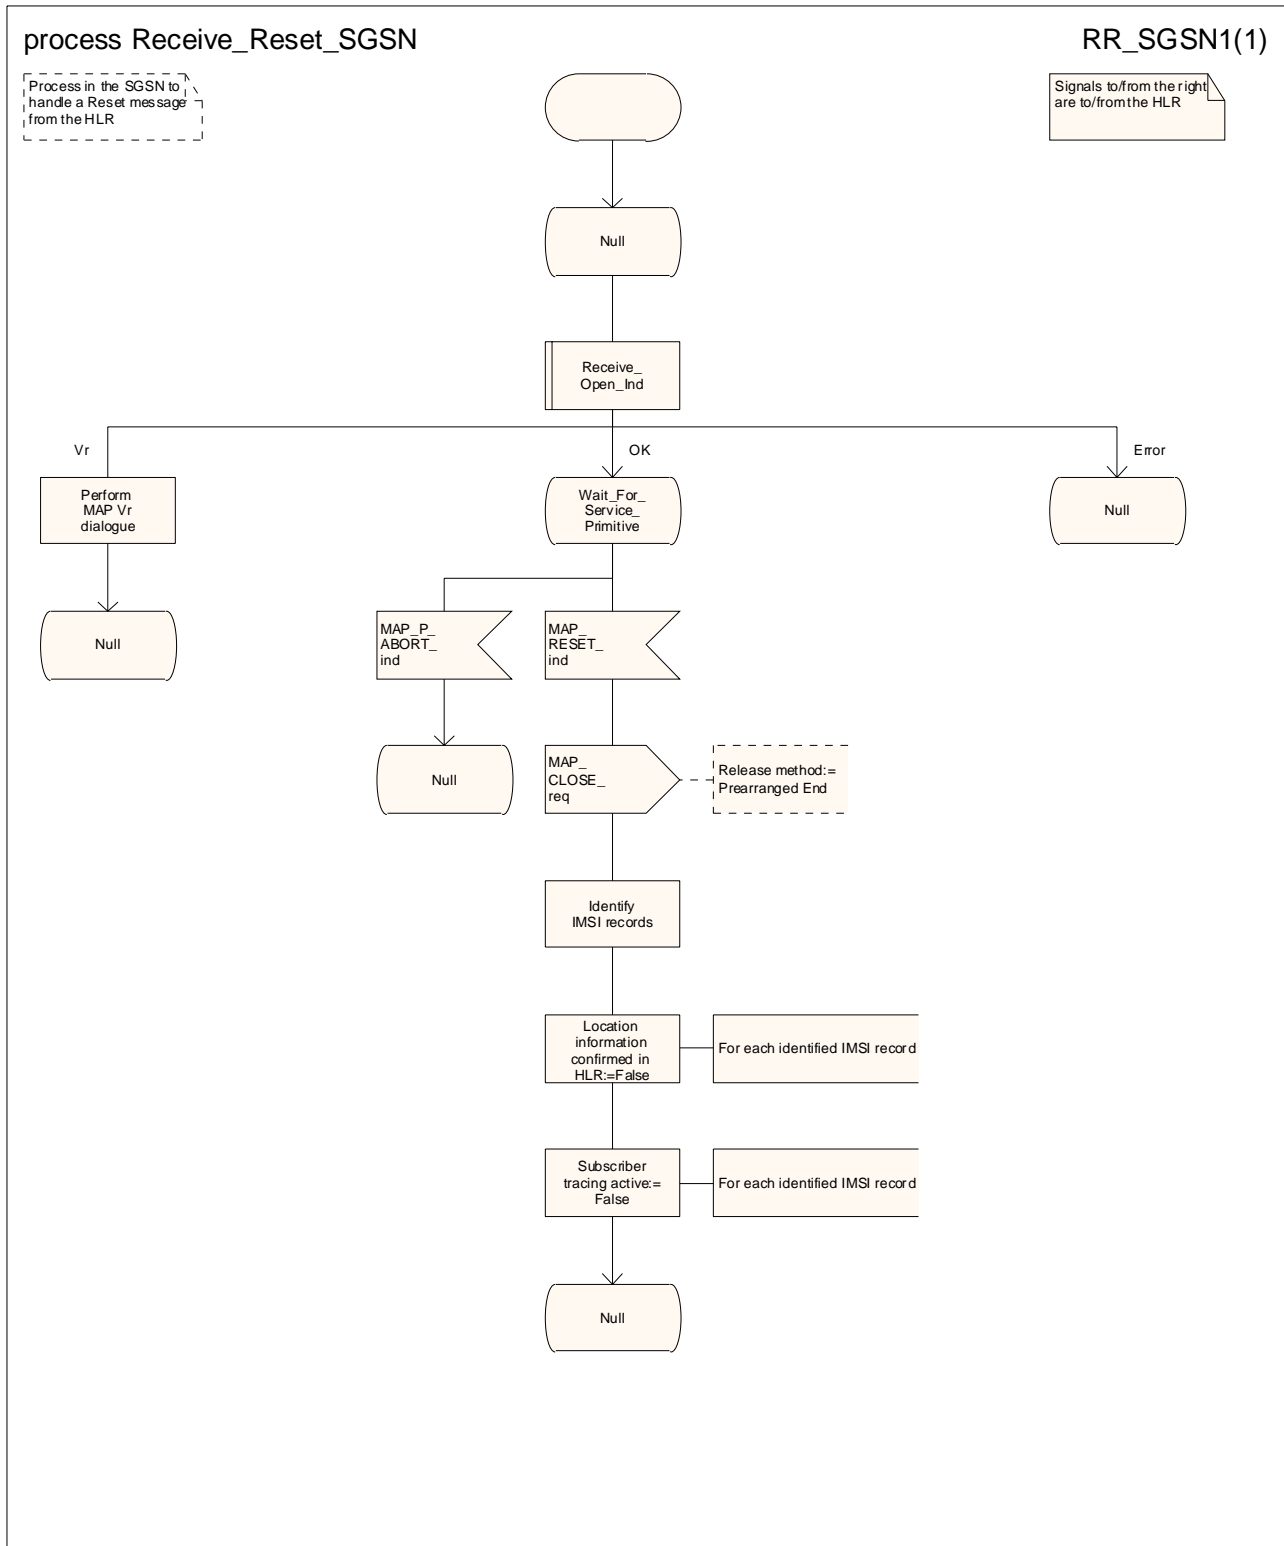 process Receive_Reset_SGSN
RR_SGSN1(1)
Process in the SGSN to
handle a Reset message
from the HLR
Signals to/from the right
are to/from the HLR
Null
Receive_
Open_Ind
Vr
OK
Error
Perform
MAP Vr
dialogue
Wait_For_
Service_
Primitive
Null
Null
MAP_P_
ABORT_
ind
MAP_
RESET_
ind
Null
MAP_
CLOSE_
req
Release method:=
Prearranged End
Identify
IMSI records
Location
information
confirmed in
HLR:=False
For each identified IMSI record
Subscriber
tracing active:=
False
For each identified IMSI record
Null